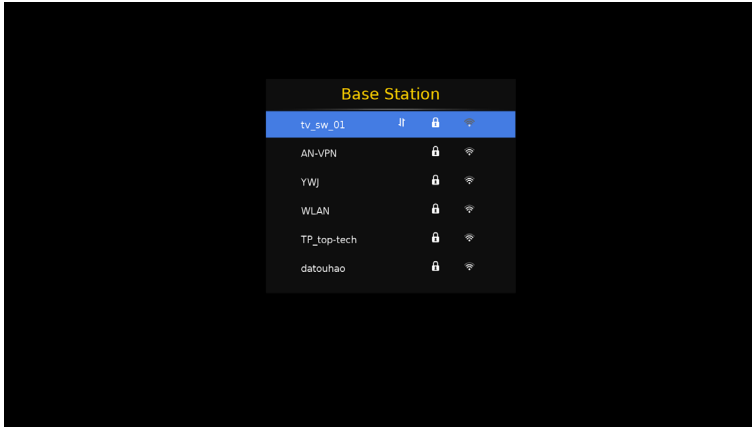 Base Station
tv_sw_01
AN-VPN
YWJ
WLAN
TP_top-tech
datouhao